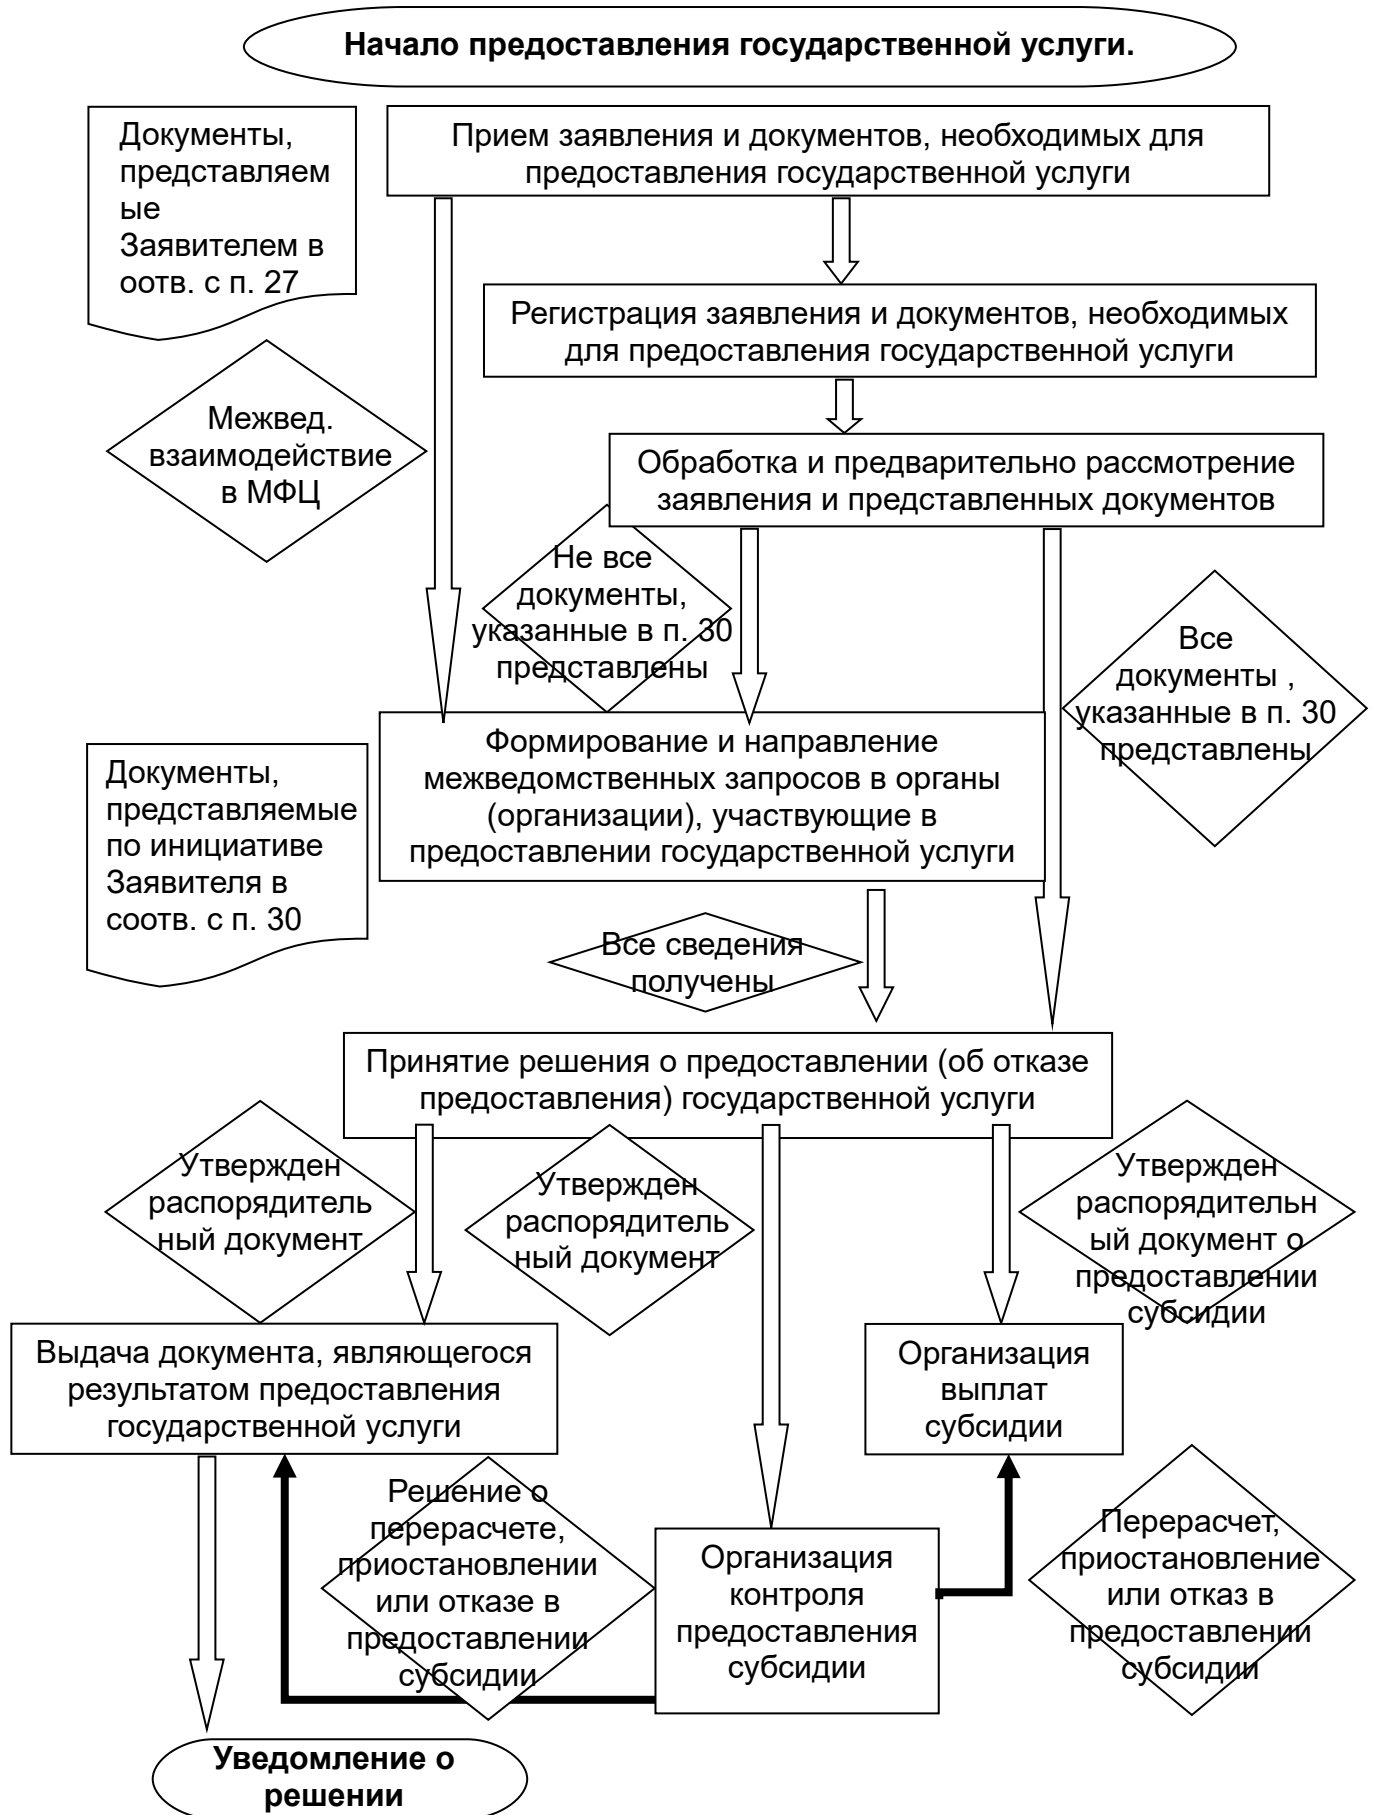 Начало предоставления государственной услуги.
Документы,
представляем
ые
Заявителем в
оотв. с п. 27
Прием заявления и документов, необходимых для
предоставления государственной услуги
Регистрация заявления и документов, необходимых
для предоставления государственной услуги
Межвед.
взаимодействие
в МФЦ
Обработка и предварительно рассмотрение
заявления и представленных документов
Не все
документы,
указанные в п. 30
представлены
Все
документы ,
указанные в п. 30
представлены
Формирование и направление
межведомственных запросов в органы
(организации), участвующие в
предоставлении государственной услуги
Документы,
представляемые
по инициативе
Заявителя в
соотв. с п. 30
Все сведения
получены
Принятие решения о предоставлении (об отказе
предоставления) государственной услуги
Утвержден
распорядитель
ный документ
Утвержден
распорядитель
ный документ
Утвержден
распорядительн
ый документ о
предоставлении
субсидии
Выдача документа, являющегося
результатом предоставления
государственной услуги
Организация
выплат
субсидии
Решение о
перерасчете,
приостановлении
или отказе в
предоставлении
субсидии
Организация
контроля
предоставления
субсидии
Перерасчет,
приостановление
или отказ в
предоставлении
субсидии
Уведомление о
решении